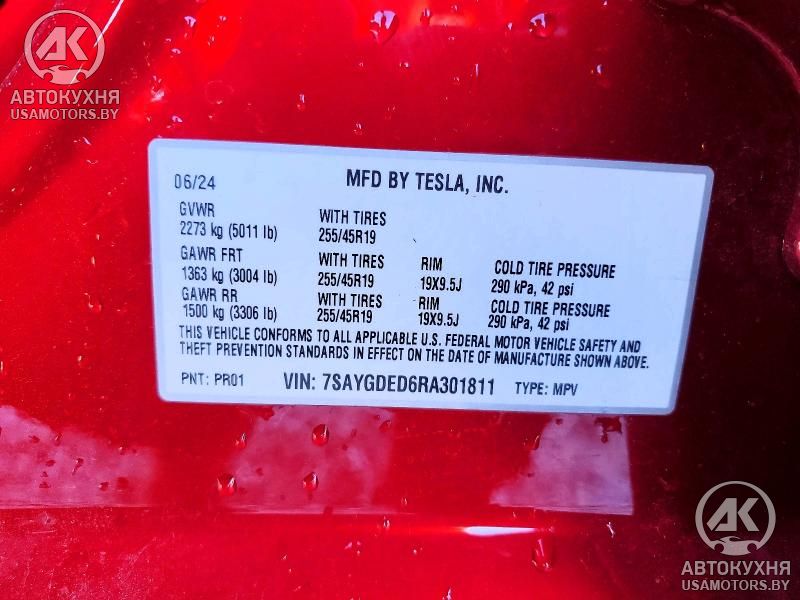 АК
АВТОКУХНЯ
USAMOTORS.BY
06/24 MFD BY TESLA, INC.
GVWR
2273 kg (5011 lb) WITH TIRES
255/45R19
GAWR FRT WITH TIRES RIM COLD TIRE PRESSURE
1363 kg (3004 lb) 255/45R19 19X9.5J 290 kPa, 42 psi
GAWR RR WITH TIRES RIM COLD TIRE PRESSURE
1500 kg (3306 lb) 255/45R19 19X9.5J 290 kPa, 42 psi
THIS VEHICLE CONFORMS TO ALL APPLICABLE U.S. FEDERAL MOTOR VEHICLE SAFETY AND
THEFT PREVENTION STANDARDS IN EFFECT ON THE DATE OF MANUFACTURE SHOWN ABOVE.
PNT: PR01 VIN: 7SAYGDED6RA301811 TYPE: MPV
АК
АВТОКУХНЯ
USAMOTORS.BY